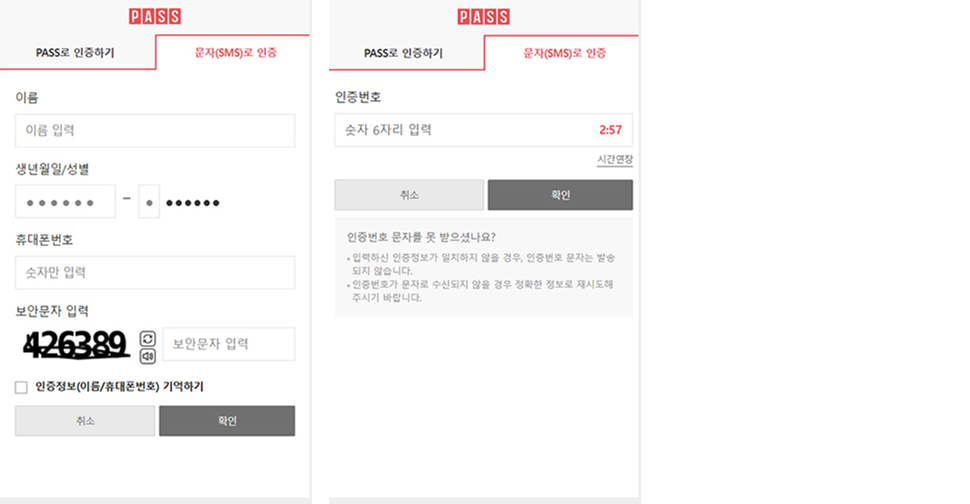 PASS
PASS로 인증하기
문자(SMS)로 인증
이름
이름 입력
생년월일/성별
●●●●●● - ● ●●●●●●
휴대폰번호
숫자만 입력
보안문자 입력
426389
보안문자 입력
인증정보(이름/휴대폰번호) 기억하기
취소
확인
PASS
PASS로 인증하기
문자(SMS)로 인증
인증번호
숫자 6자리 입력
2:57
시간연장
취소
확인
인증번호 문자를 못 받으셨나요?
• 입력하신 인증정보가 일치하지 않을 경우, 인증번호 문자는 발송
되지 않습니다.
• 인증번호가 문자로 수신되지 않을 경우 정확한 정보로 재시도해
주시기 바랍니다.